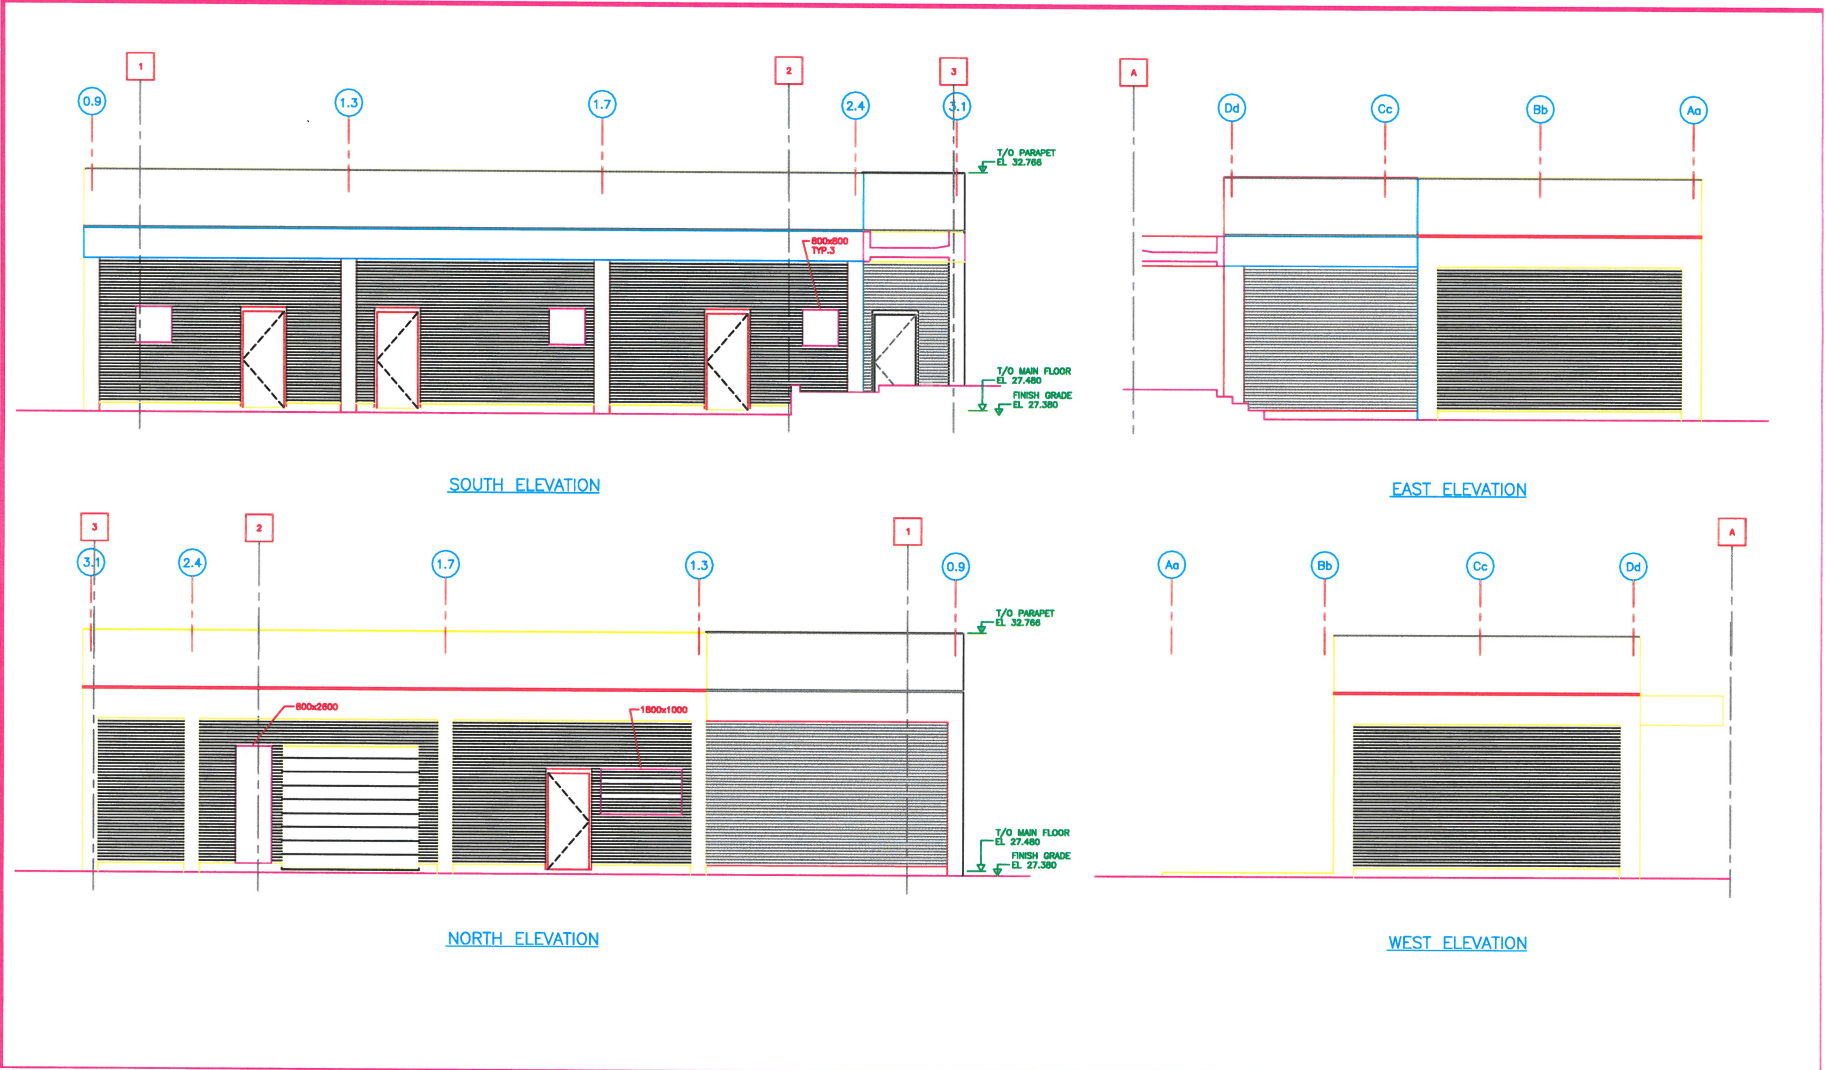 1
2
3
0.9
1.3
1.7
2.4
3.1
T/O PARAPET
EL 32.766
800x800
TYP.3
T/O MAIN FLOOR
EL 27.480
FINISH GRADE
EL 27.380
SOUTH ELEVATION
A
Dd
Cc
Bb
Aa
EAST ELEVATION
3
2
1
3.1
2.4
1.7
1.3
0.9
T/O PARAPET
EL 32.766
800x2600
1800x1000
T/O MAIN FLOOR
EL 27.480
FINISH GRADE
EL 27.380
NORTH ELEVATION
A
Aa
Bb
Cc
Dd
WEST ELEVATION